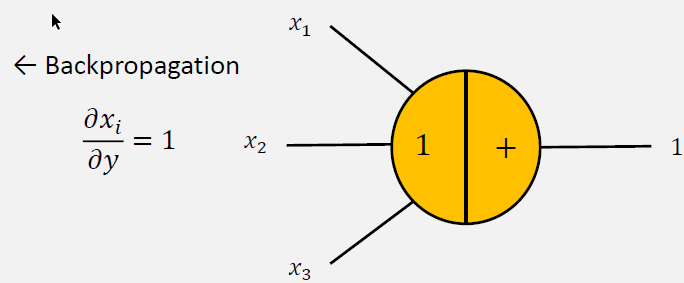 x₁
← Backpropagation
∂xᵢ/∂y = 1
x₂
1
+
1
x₃